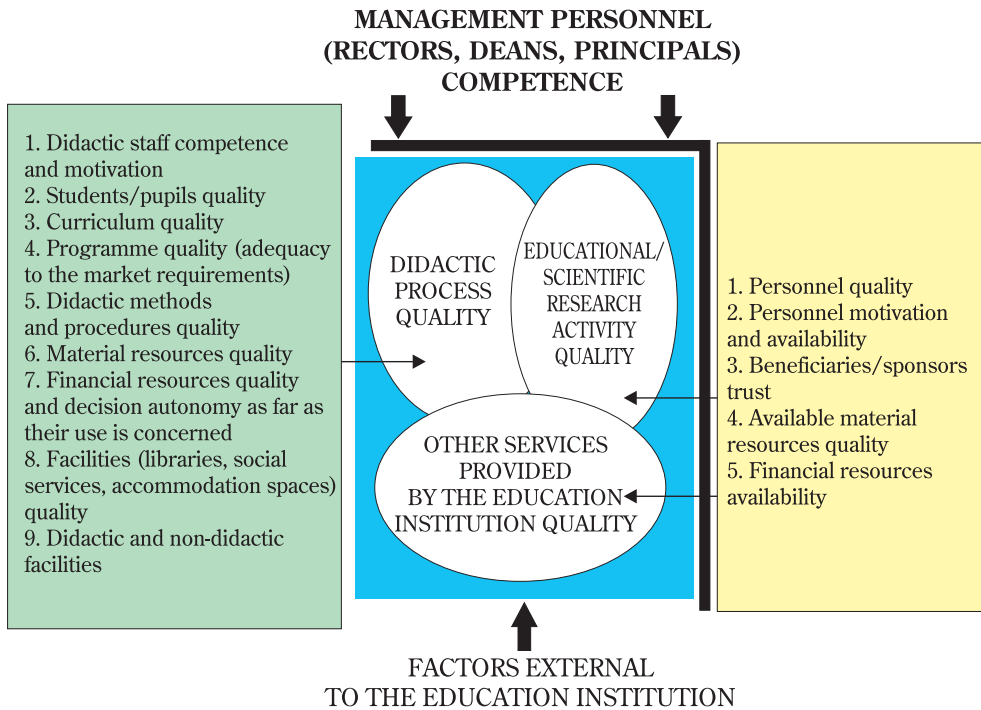 MANAGEMENT PERSONNEL
(RECTORS, DEANS, PRINCIPALS)
COMPETENCE
1. Didactic staff competence
and motivation
2. Students/pupils quality
3. Curriculum quality
4. Programme quality (adequacy
to the market requirements)
5. Didactic methods
and procedures quality
6. Material resources quality
7. Financial resources quality
and decision autonomy as far as
their use is concerned
8. Facilities (libraries, social
services, accommodation spaces)
quality
9. Didactic and non-didactic
facilities
DIDACTIC
PROCESS
QUALITY
EDUCATIONAL/
SCIENTIFIC
RESEARCH
ACTIVITY
QUALITY
OTHER SERVICES
PROVIDED
BY THE EDUCATION
INSTITUTION QUALITY
1. Personnel quality
2. Personnel motivation
and availability
3. Beneficiaries/sponsors
trust
4. Available material
resources quality
5. Financial resources
availability
FACTORS EXTERNAL
TO THE EDUCATION INSTITUTION